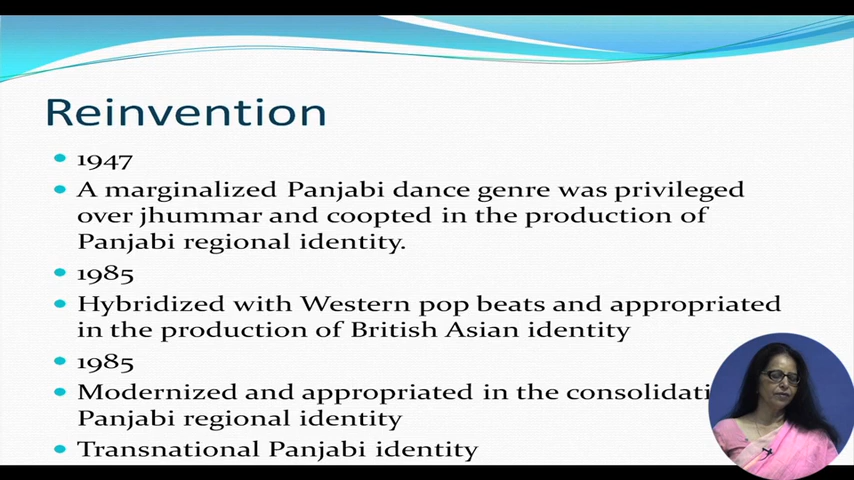 Reinvention
1947
A marginalized Panjabi dance genre was privileged
over jhummar and coopted in the production of
Panjabi regional identity.
1985
Hybridized with Western pop beats and appropriated
in the production of British Asian identity
1985
Modernized and appropriated in the
Panjabi regional identity
Transnational Panjabi identity